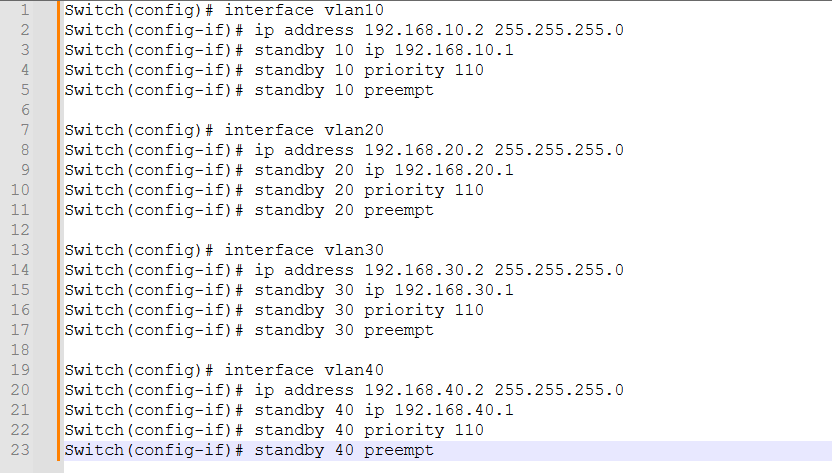 1 Switch(config)# interface vlan10
2 Switch(config-if)# ip address 192.168.10.2 255.255.255.0
3 Switch(config-if)# standby 10 ip 192.168.10.1
4 Switch(config-if)# standby 10 priority 110
5 Switch(config-if)# standby 10 preempt
6
7 Switch(config)# interface vlan20
8 Switch(config-if)# ip address 192.168.20.2 255.255.255.0
9 Switch(config-if)# standby 20 ip 192.168.20.1
10 Switch(config-if)# standby 20 priority 110
11 Switch(config-if)# standby 20 preempt
12
13 Switch(config)# interface vlan30
14 Switch(config-if)# ip address 192.168.30.2 255.255.255.0
15 Switch(config-if)# standby 30 ip 192.168.30.1
16 Switch(config-if)# standby 30 priority 110
17 Switch(config-if)# standby 30 preempt
18
19 Switch(config)# interface vlan40
20 Switch(config-if)# ip address 192.168.40.2 255.255.255.0
21 Switch(config-if)# standby 40 ip 192.168.40.1
22 Switch(config-if)# standby 40 priority 110
23 Switch(config-if)# standby 40 preempt